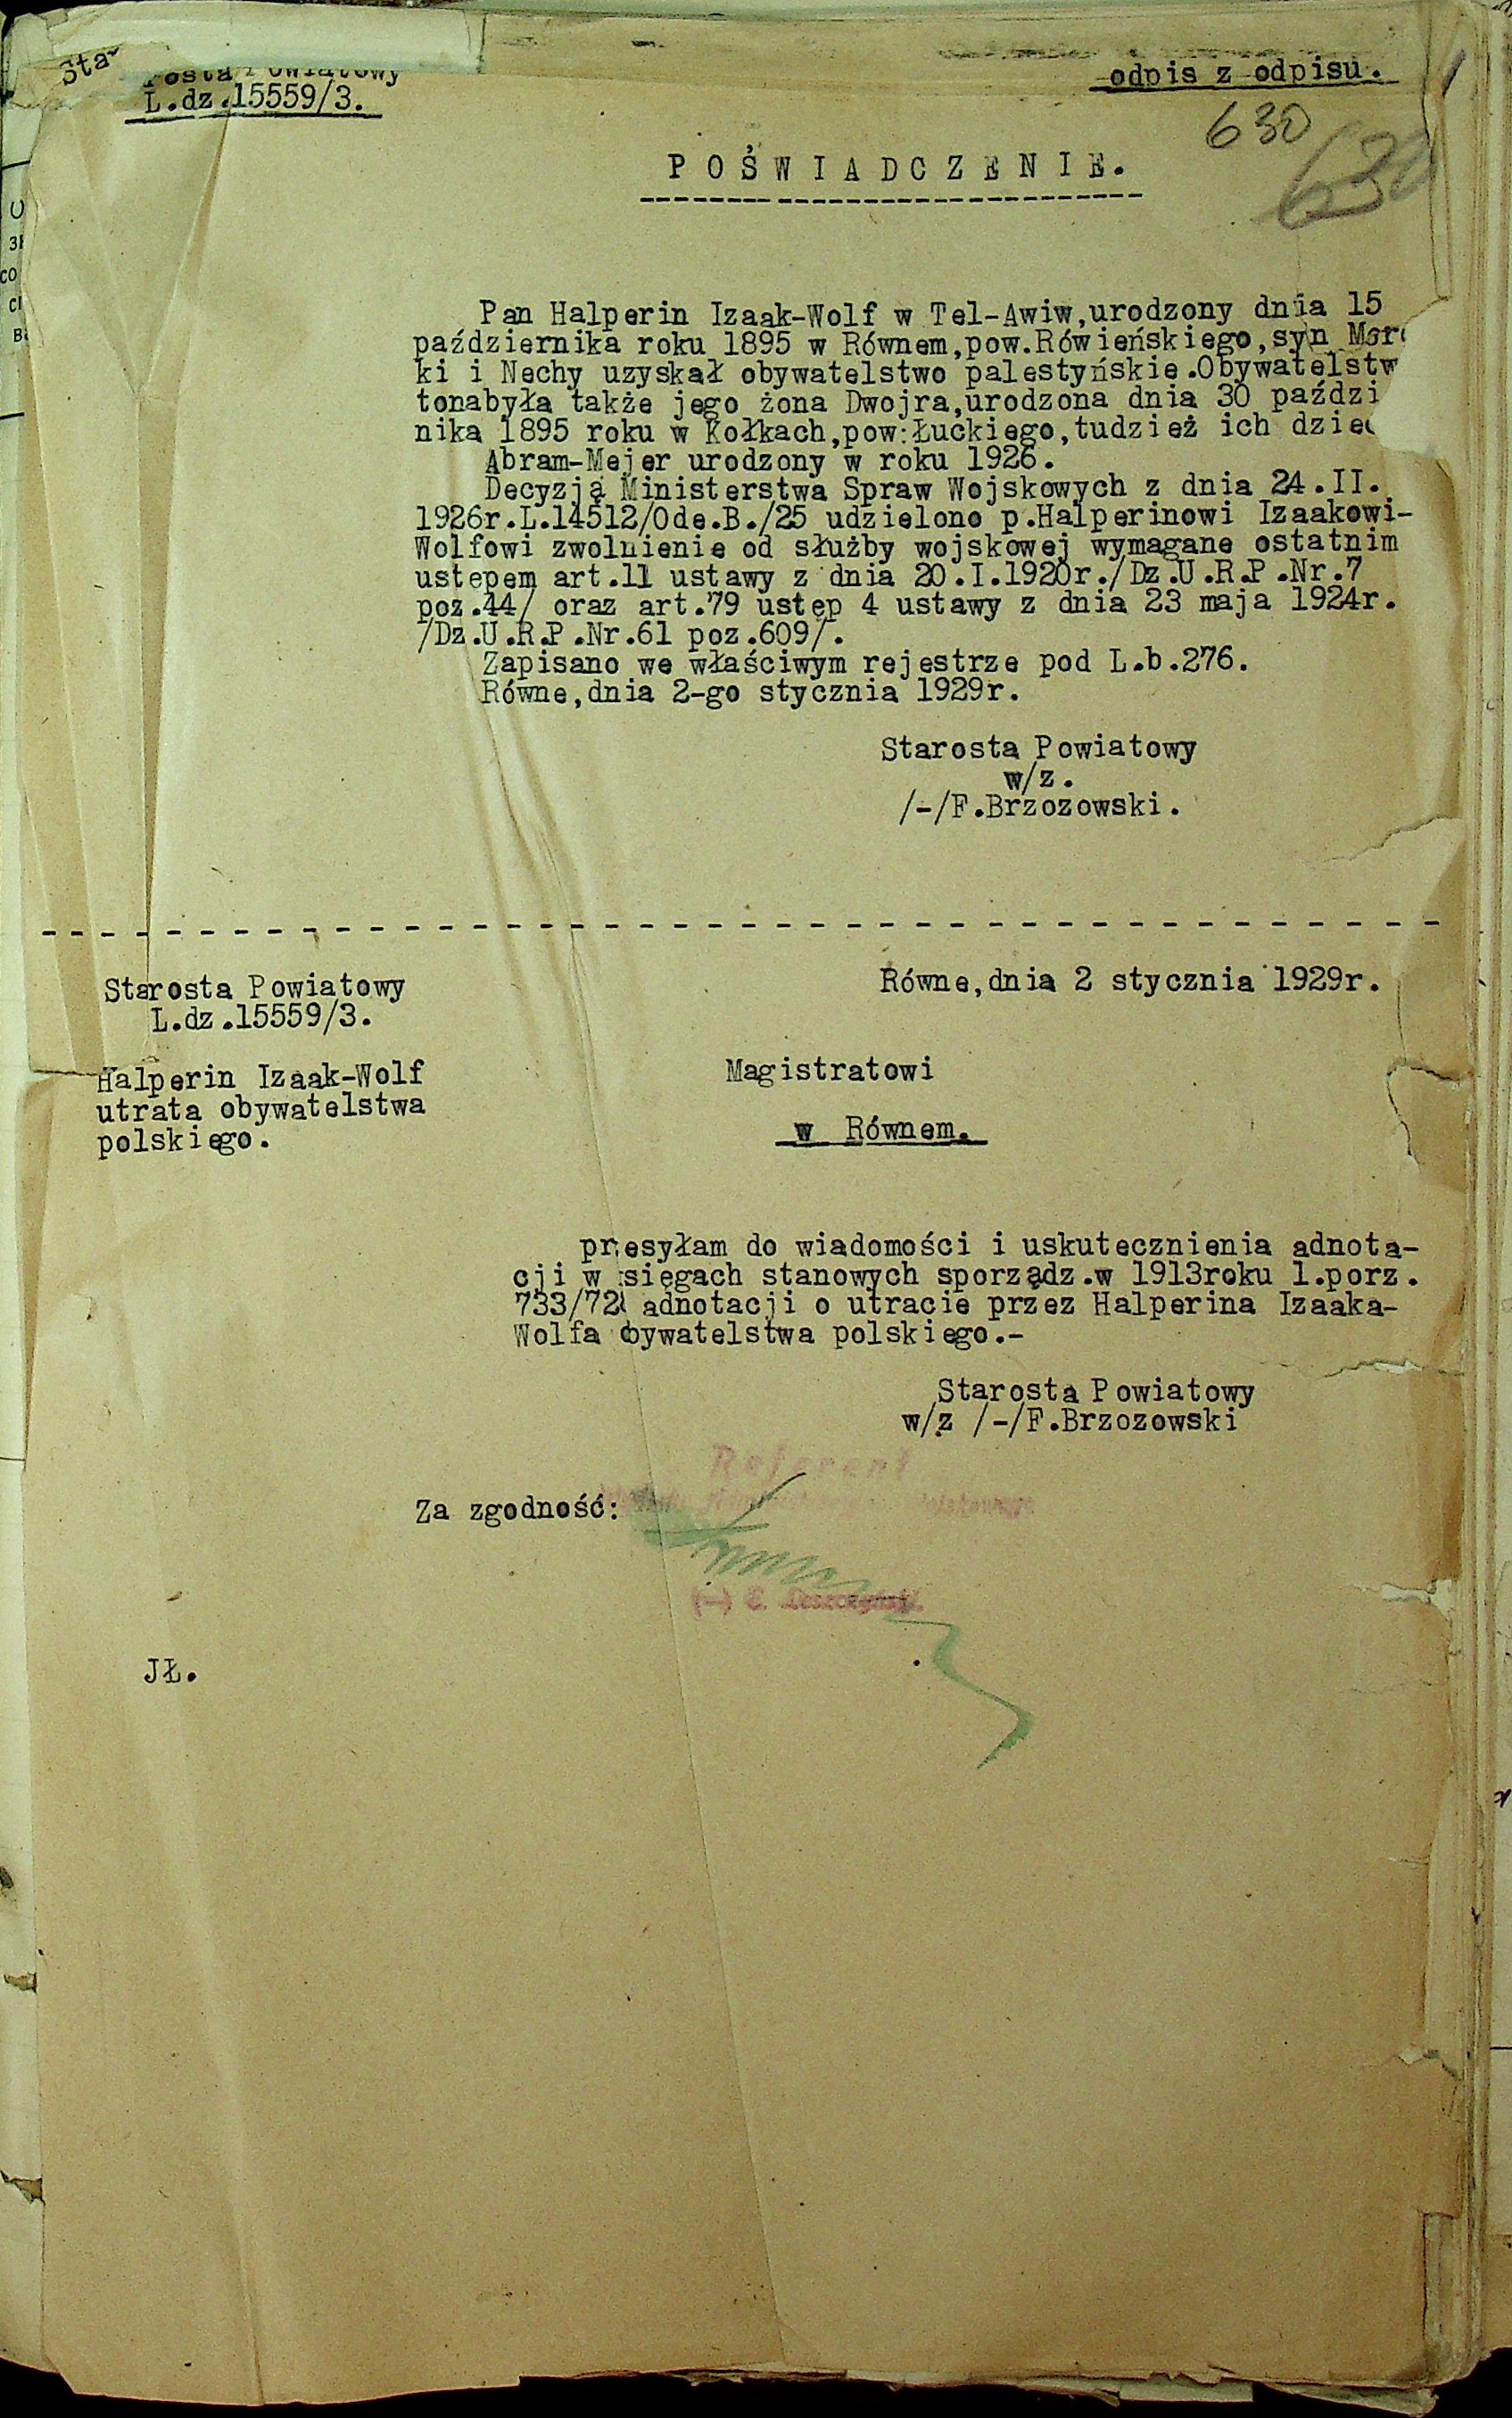 Sta
rosta Powiatowy
L.dz.15559/3.
odpis z odpisu.
630
630
POŚWIADCZENIE.
Pan Halperin Izaak-Wolf w Tel-Awiw,urodzony dnia 15
października roku 1895 w Równem,pow.Rówieńskiego,syn Mor
ki i Nechy uzyskał obywatelstwo palestyńskie.Obywatelstw
tonabyła także jego żona Dwojra,urodzona dnia 30 paździ
nika 1895 roku w Kołkach,pow.Łuckiego,tudzież ich dziec
Abram-Mejer urodzony w roku 1926.
Decyzją Ministerstwa Spraw Wojskowych z dnia 24.II.
1926r.L.14512/Ode.B./25 udzielono p.Halperinowi Izaakowi-
Wolfowi zwolnienie od służby wojskowej wymagane ostatnim
ustępem art.11 ustawy z dnia 20.I.1920r./Dz.U.R.P.Nr.7
poz.44/ oraz art.79 ustęp 4 ustawy z dnia 23 maja 1924r.
/Dz.U.R.P.Nr.61 poz.609/.
Zapisano we właściwym rejestrze pod L.b.276.
Równe,dnia 2-go stycznia 1929r.
Starosta Powiatowy
w/z.
/-/F.Brzozowski.
Starosta Powiatowy
L.dz.15559/3.
Równe,dnia 2 stycznia 1929r.
Halperin Izaak-Wolf
utrata obywatelstwa
polskiego.
Magistratowi
w Równem.
przesyłam do wiadomości i uskutecznienia adnota-
cji w księgach stanowych sporządz.w 1913roku l.porz.
733/72 adnotacji o utracie przez Halperina Izaaka-
Wolfa obywatelstwa polskiego.-
Starosta Powiatowy
w/z /-/F.Brzozowski
Referent
Za zgodność:
(—) E. Leszczyński.
JŁ.